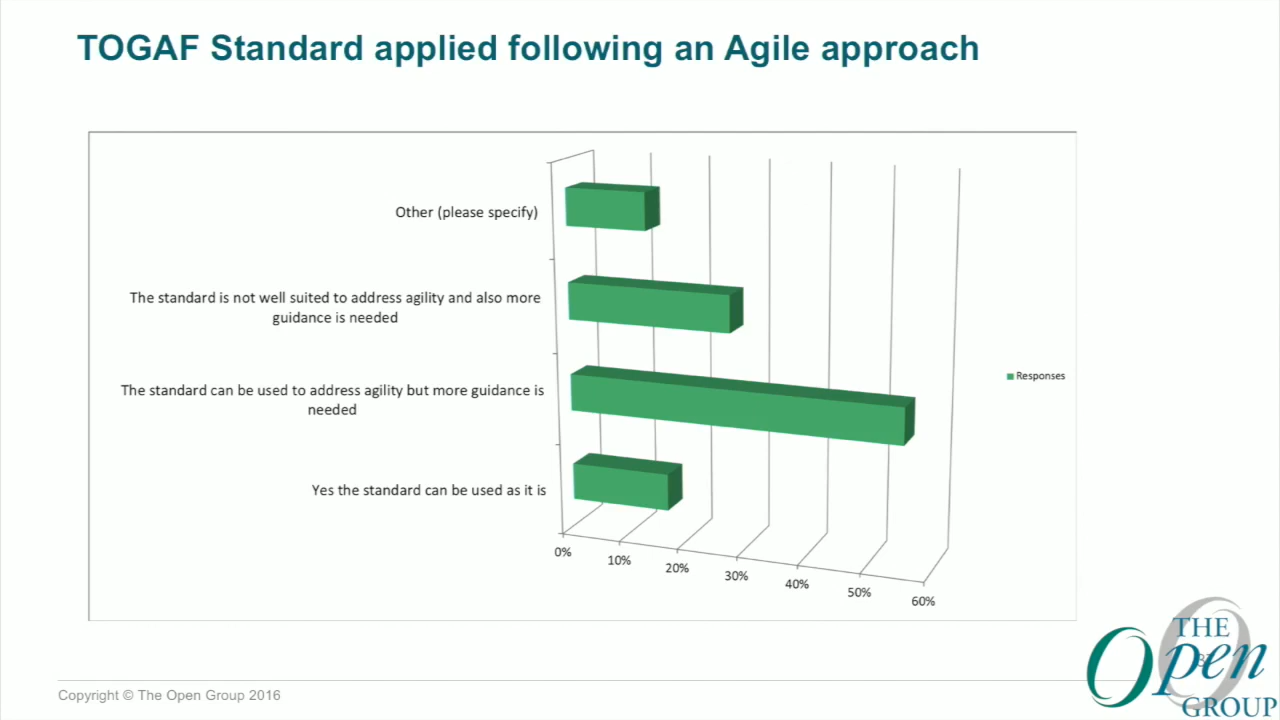 TOGAF Standard applied following an Agile approach
Other (please specify)
The standard is not well suited to address agility and also more
guidance is needed
The standard can be used to address agility but more guidance is
needed
Yes the standard can be used as it is
0%
10%
20%
30%
40%
50%
60%
Responses
Copyright © The Open Group 2016
THE
Open
GROUP